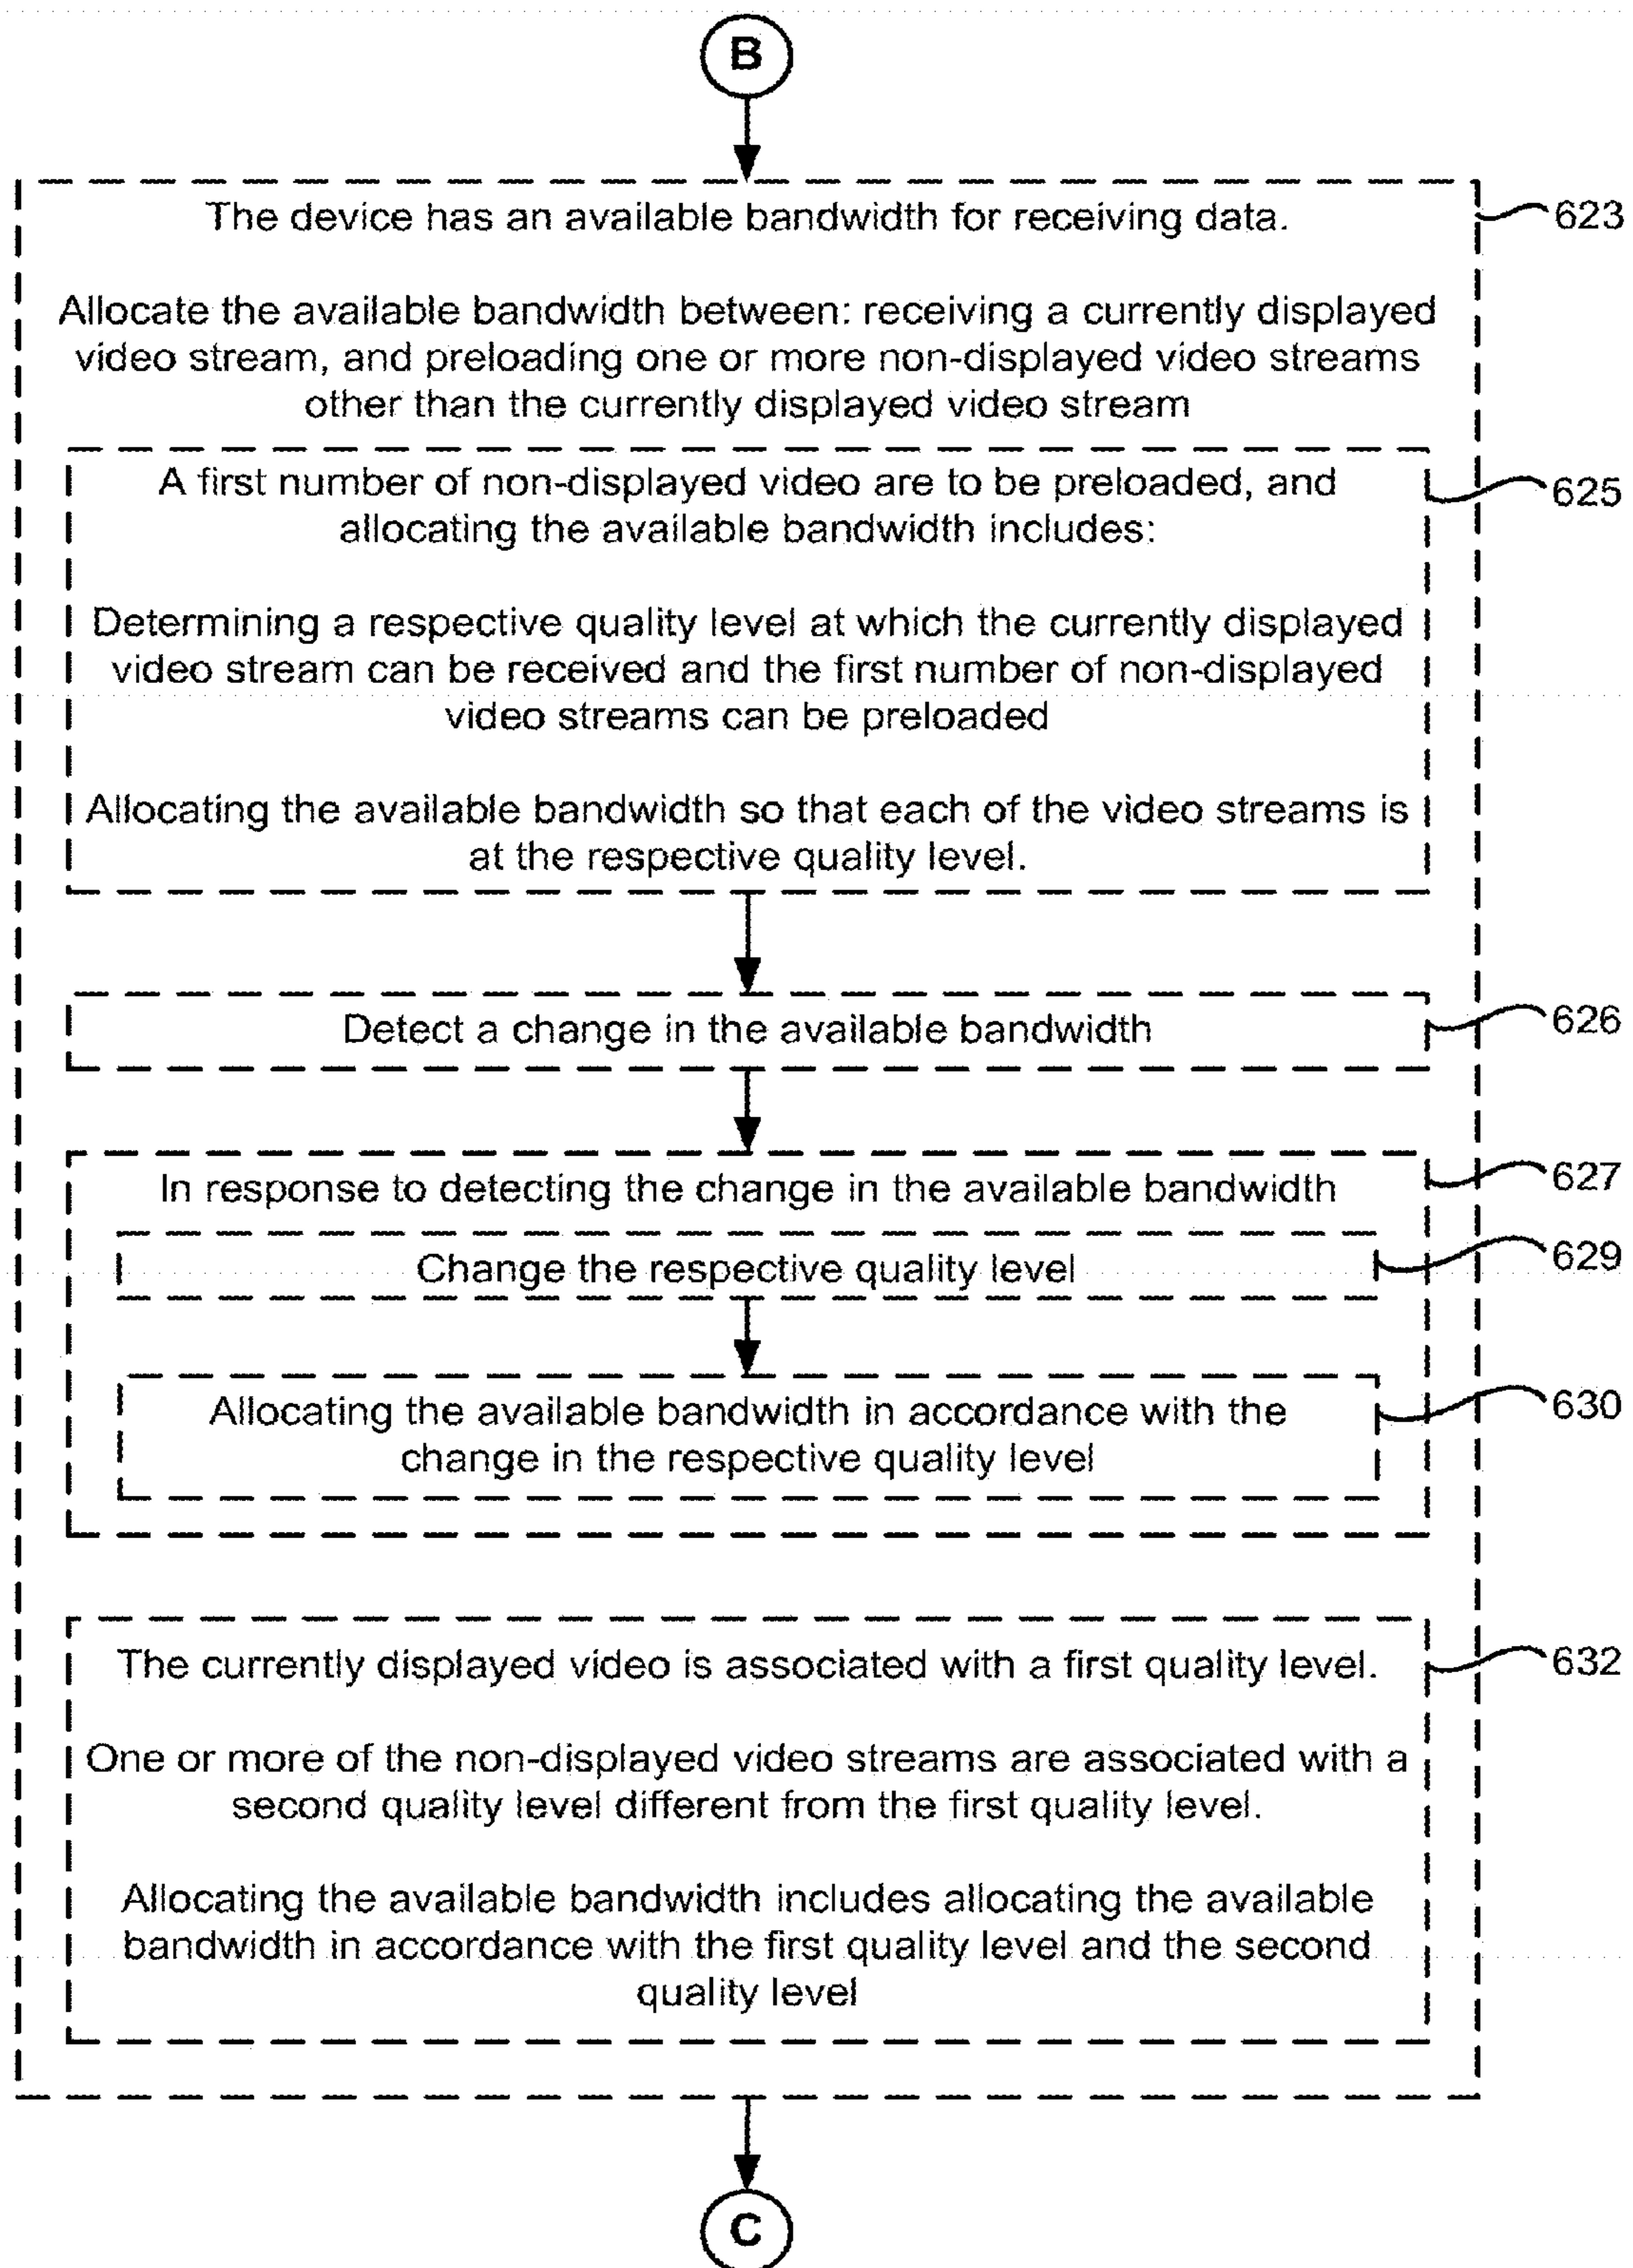 B
The device has an available bandwidth for receiving data.
623
Allocate the available bandwidth between: receiving a currently displayed
video stream, and preloading one or more non-displayed video streams
other than the currently displayed video stream
A first number of non-displayed video are to be preloaded, and
625
allocating the available bandwidth includes:
Determining a respective quality level at which the currently displayed
video stream can be received and the first number of non-displayed
video streams can be preloaded
Allocating the available bandwidth so that each of the video streams is
at the respective quality level.
Detect a change in the available bandwidth
626
In response to detecting the change in the available bandwidth
627
Change the respective quality level
629
Allocating the available bandwidth in accordance with the
630
change in the respective quality level
The currently displayed video is associated with a first quality level.
632
One or more of the non-displayed video streams are associated with a
second quality level different from the first quality level.
Allocating the available bandwidth includes allocating the available
bandwidth in accordance with the first quality level and the second
quality level
C